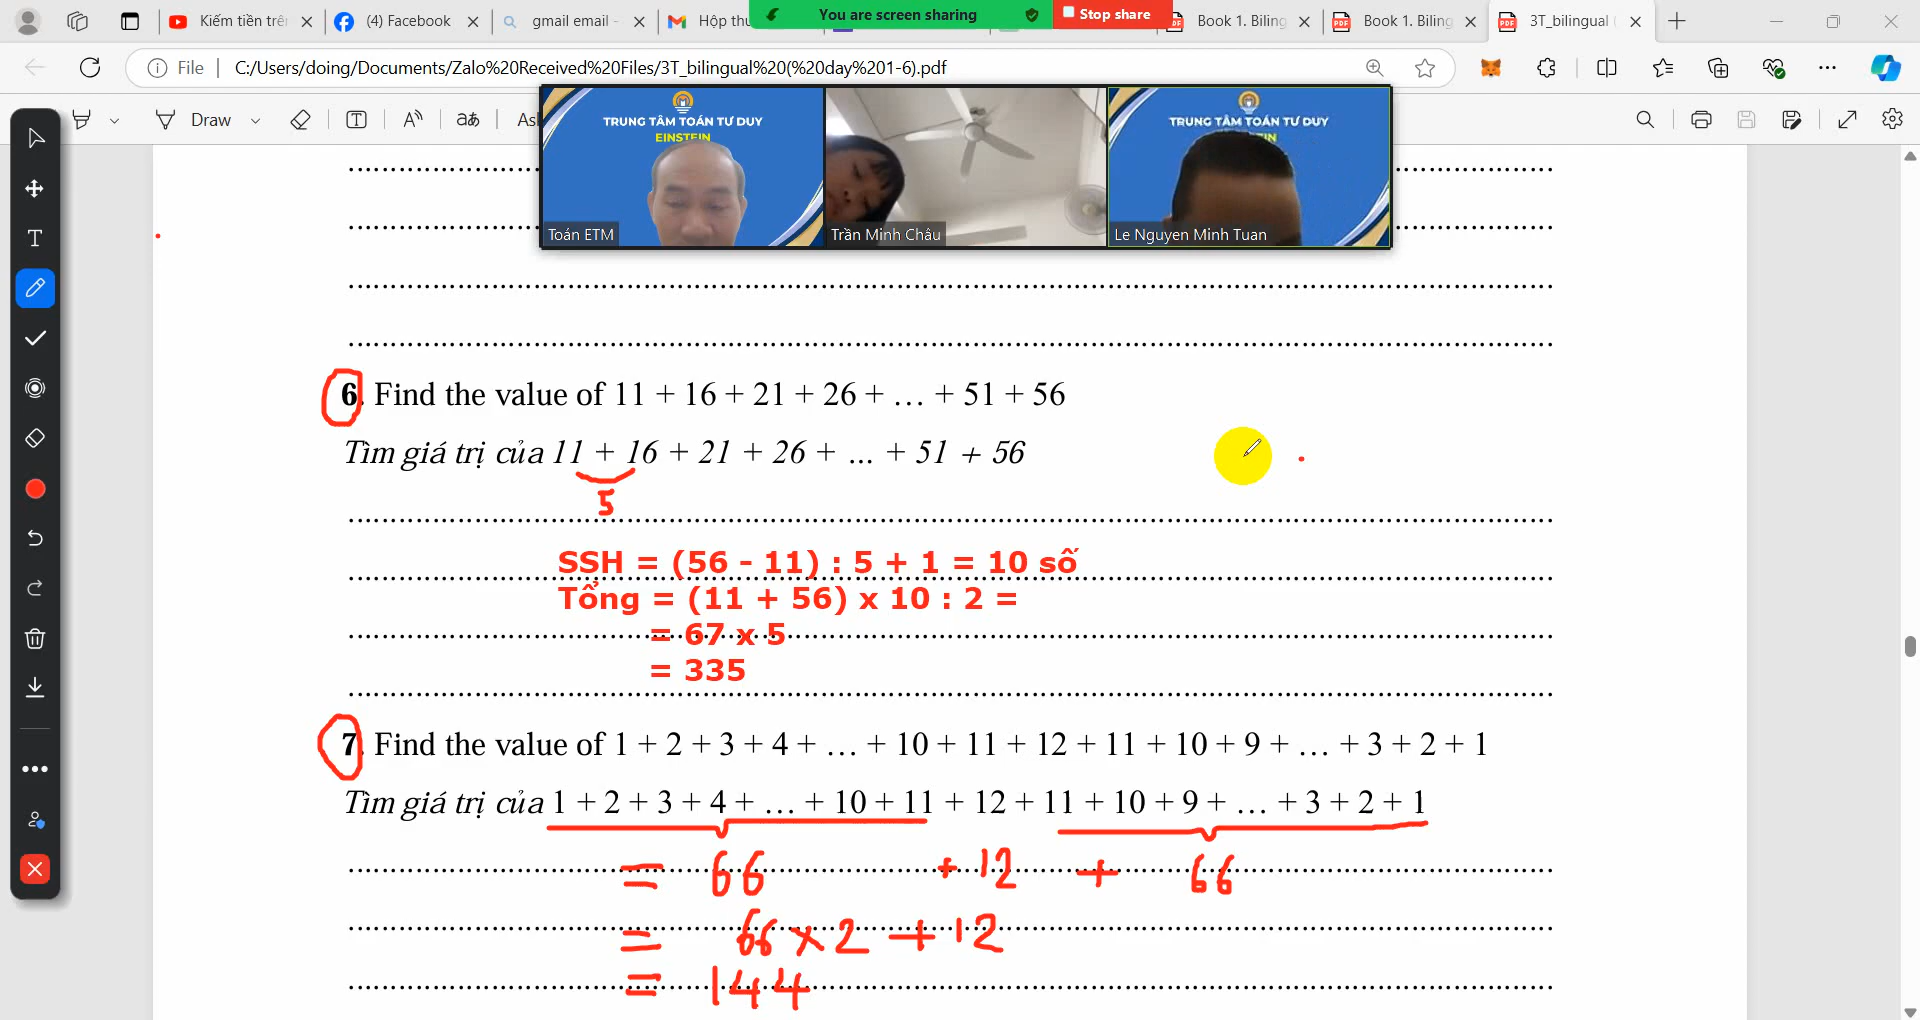 Kiếm tiền trên
(4) Facebook
gmail email -
Hộp thư
You are screen sharing
Stop share
Book 1. Biling
Book 1. Biling
3T_bilingual
File
C:/Users/doing/Documents/Zalo%20Received%20Files/3T_bilingual%20(%20day%201-6).pdf
Draw
T
A
aあ
As
TRUNG TÂM TOÁN TƯ DUY
EINSTEIN
Toán ETM
Trần Minh Châu
TRUNG TÂM TOÁN TƯ DUY
Le Nguyen Minh Tuan
6. Find the value of 11 + 16 + 21 + 26 + … + 51 + 56
Tìm giá trị của 11 + 16 + 21 + 26 + ... + 51 + 56
5
SSH = (56 - 11) : 5 + 1 = 10 số
Tổng = (11 + 56) x 10 : 2 =
= 67 x 5
= 335
7. Find the value of 1 + 2 + 3 + 4 + … + 10 + 11 + 12 + 11 + 10 + 9 + … + 3 + 2 + 1
Tìm giá trị của 1 + 2 + 3 + 4 + … + 10 + 11 + 12 + 11 + 10 + 9 + … + 3 + 2 + 1
= 66 + 12 + 66
= 66 x 2 + 12
= 144